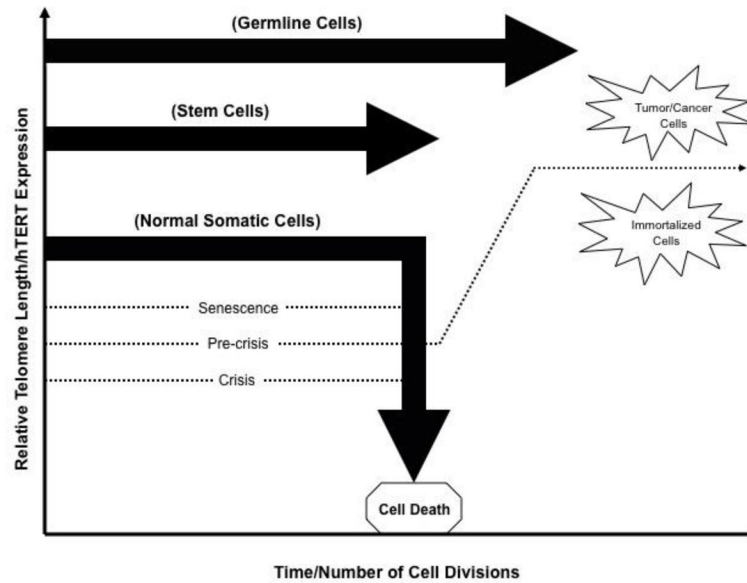 (Germline Cells)
(Stem Cells)
Tumor/Cancer
Cells
(Normal Somatic Cells)
Immortalized
Cells
Senescence
Pre-crisis
Crisis
Cell Death
Relative Telomere Length/hTERT Expression
Time/Number of Cell Divisions